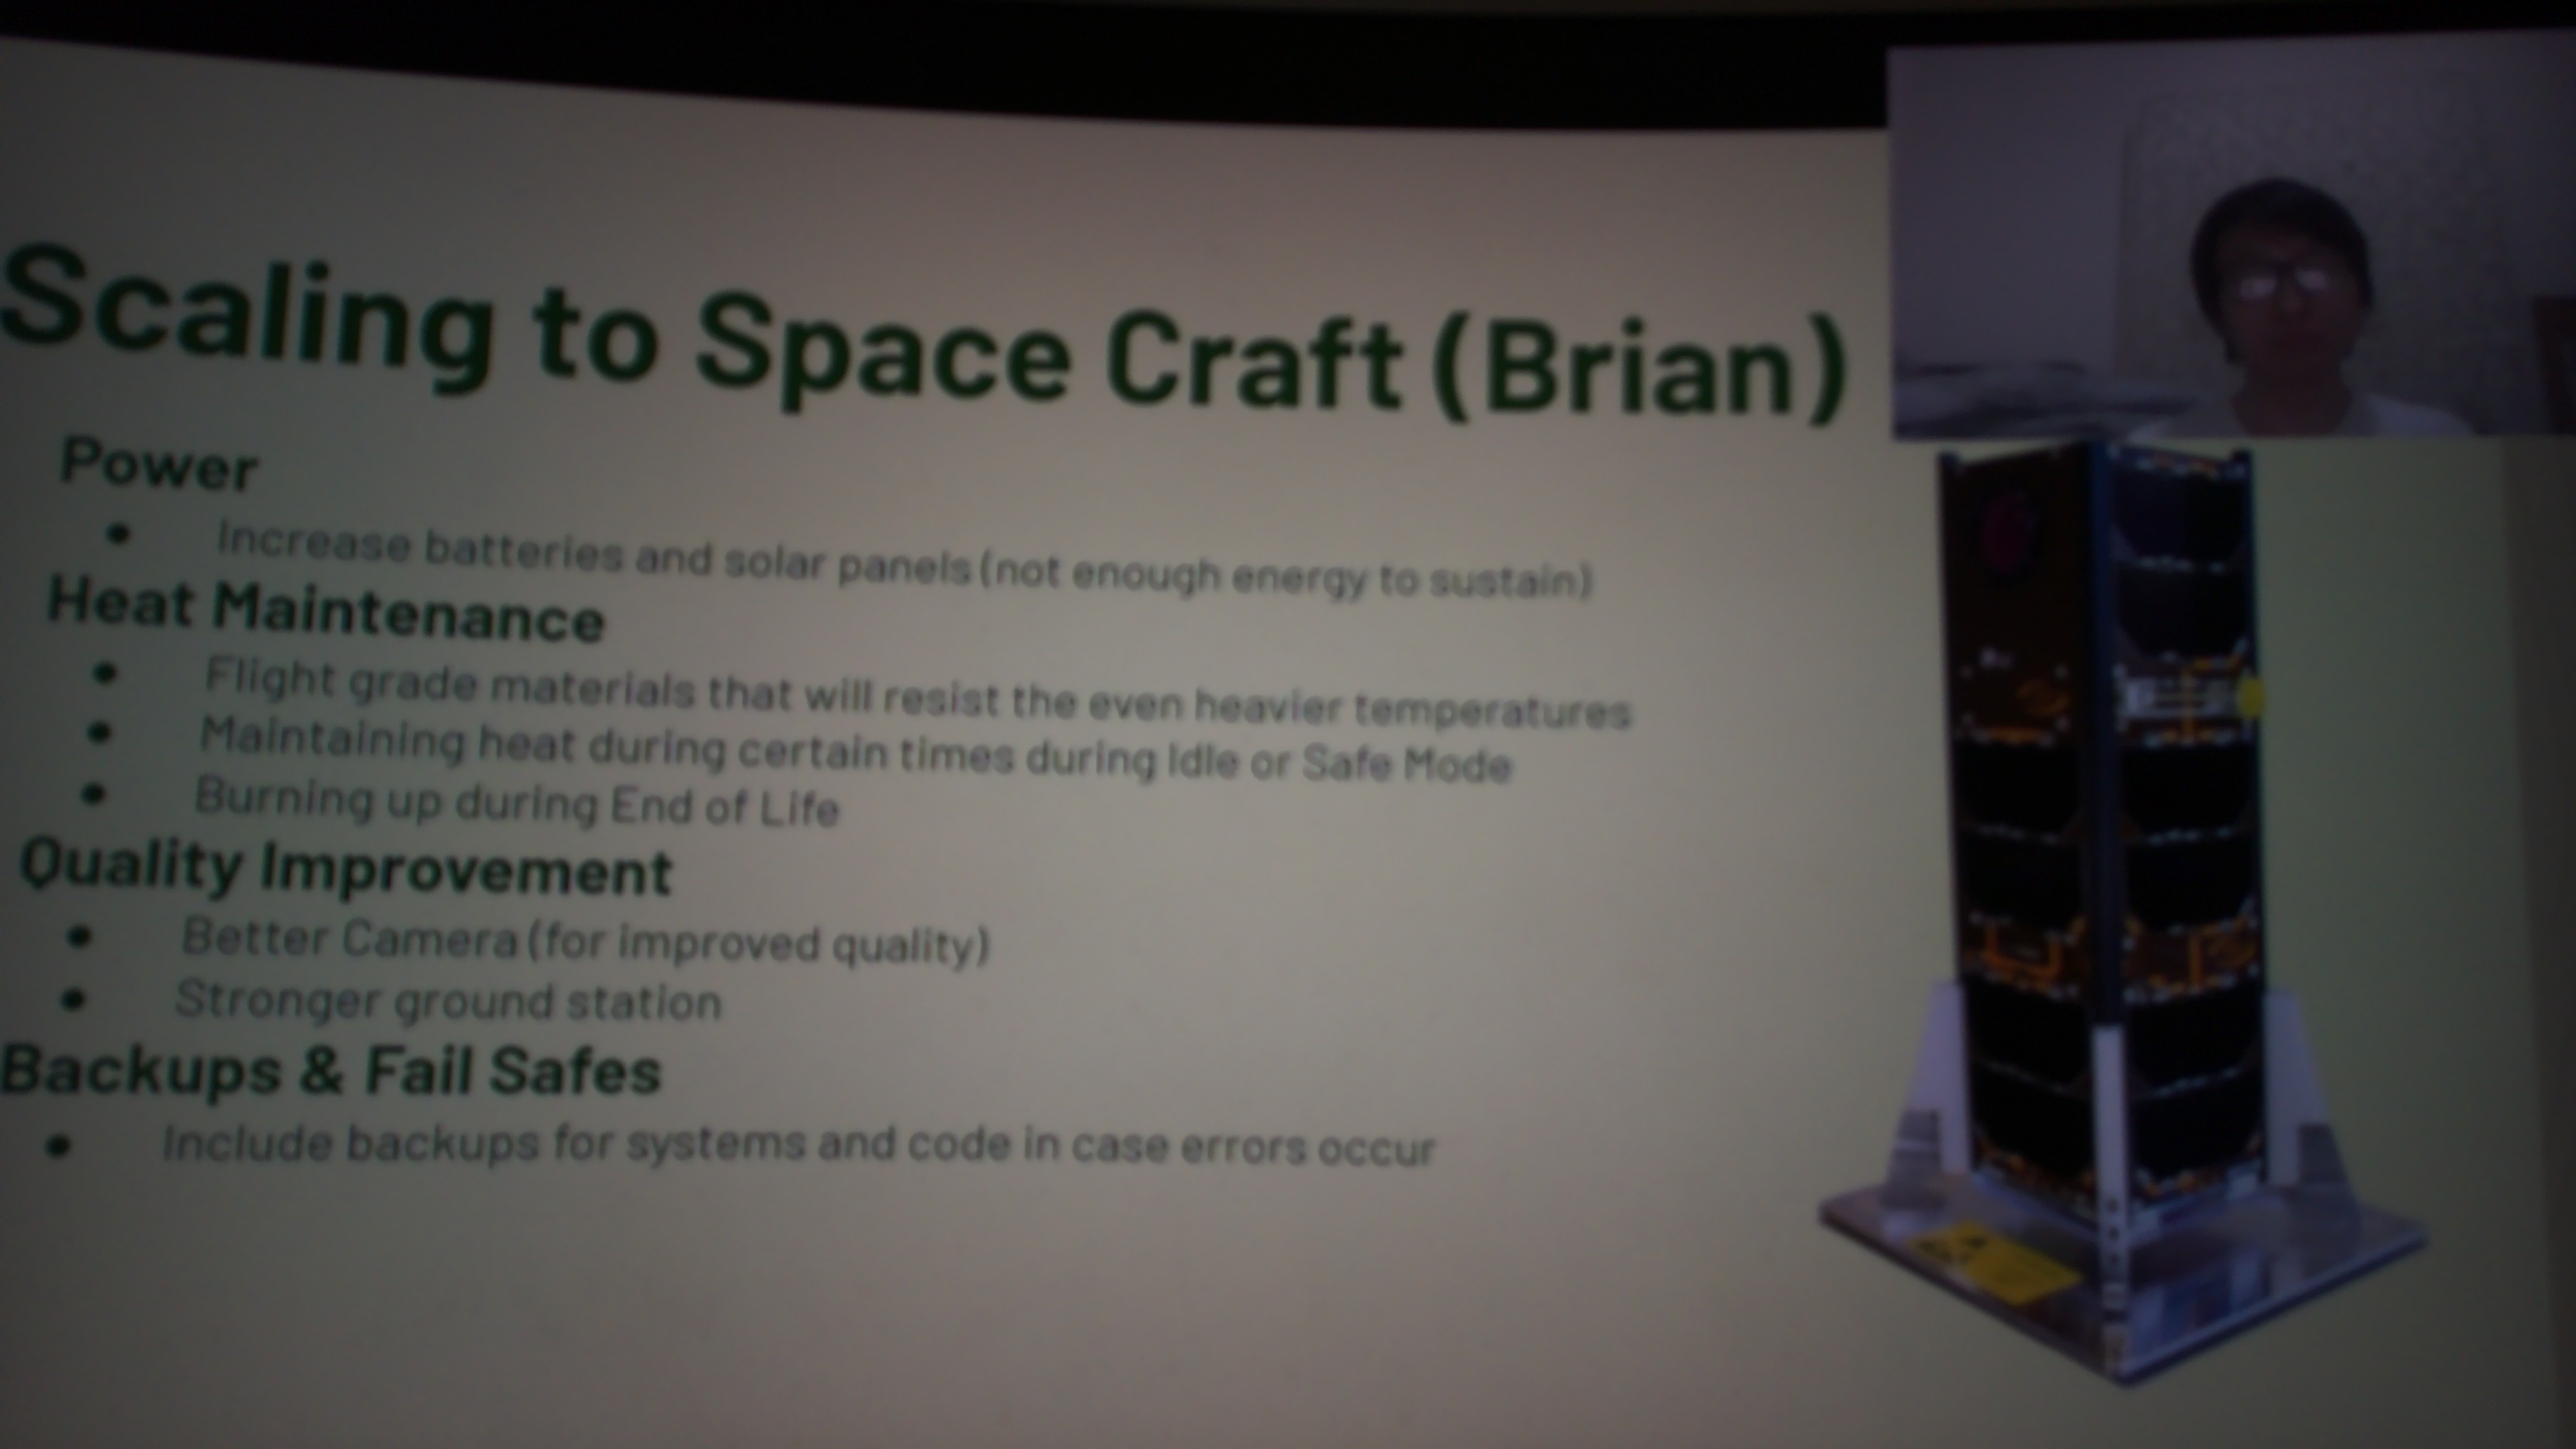 Scaling to Space Craft (Brian)
Power
● Increase batteries and solar panels (not enough energy to sustain)
Heat Maintenance
● Flight grade materials that will resist the even heavier temperatures
● Maintaining heat during certain times during Idle or Safe Mode
● Burning up during End of Life
Quality Improvement
● Better Camera (for improved quality)
● Stronger ground station
Backups & Fail Safes
● Include backups for systems and code in case errors occur